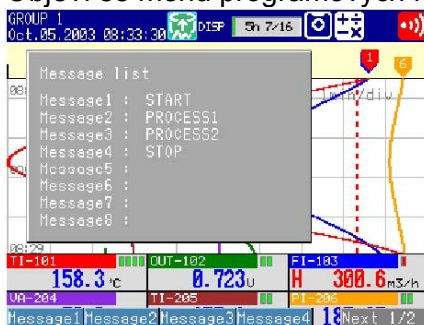 Objeví se menu programových
GROUP 1
Oct.05.2003 08:33:30 DISP 5h 7/16
1 6
Message list
1min/div
Message1 : START
Message2 : PROCESS1
Message3 : PROCESS2
Message4 : STOP
Message5 :
Message6 :
Message7 :
Message8 :
08:29
TI-101 OUT-102 FI-103
158.3 °C 0.723 U H 300.6 m3/h
VA-204 TI-205 PI-206
Message1 Message2 Message3 Message4 Next 1/2